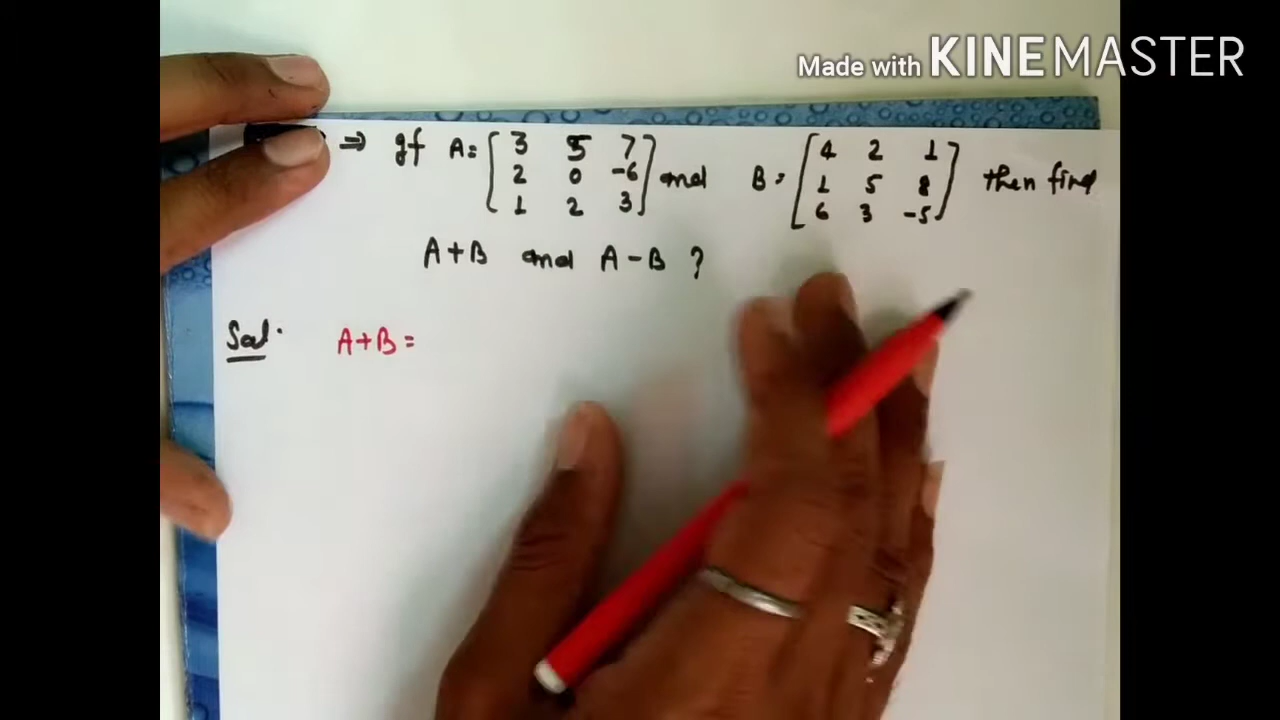 Made with KINEMASTER
⇒ If A = [ 3 5 7 ] and B = [ 4 2 1 ] then find
[ 2 0 -6 ] [ 1 5 8 ]
[ 1 2 3 ] [ 6 3 -5 ]
A+B and A-B ?
Sol. A+B =